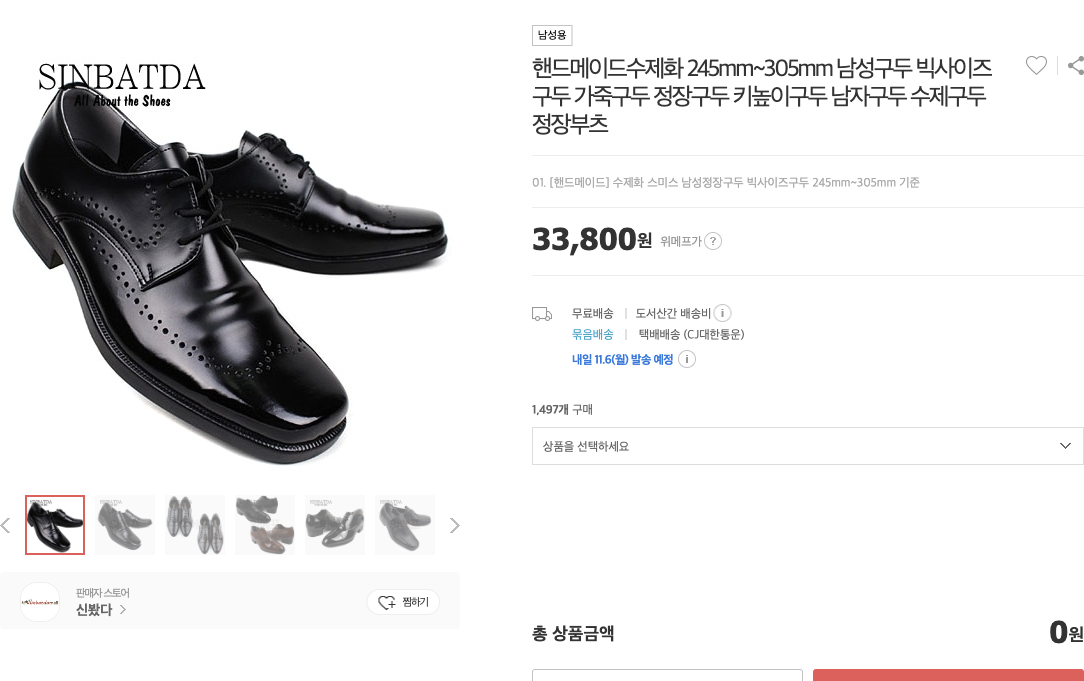 SINBATDA
All About the Shoes
남성용
핸드메이드수제화 245mm~305mm 남성구두 빅사이즈
구두 가죽구두 정장구두 키높이구두 남자구두 수제구두
정장부츠
01. [핸드메이드] 수제화 스미스 남성정장구두 빅사이즈구두 245mm~305mm 기준
33,800원 위메프가 ?
무료배송 | 도서산간 배송비 i
묶음배송 | 택배배송 (CJ대한통운)
내일 11.6(월) 발송 예정 i
1,497개 구매
상품을 선택하세요
SINBATDA
판매자 스토어
신봤다
찜하기
총 상품금액
0원